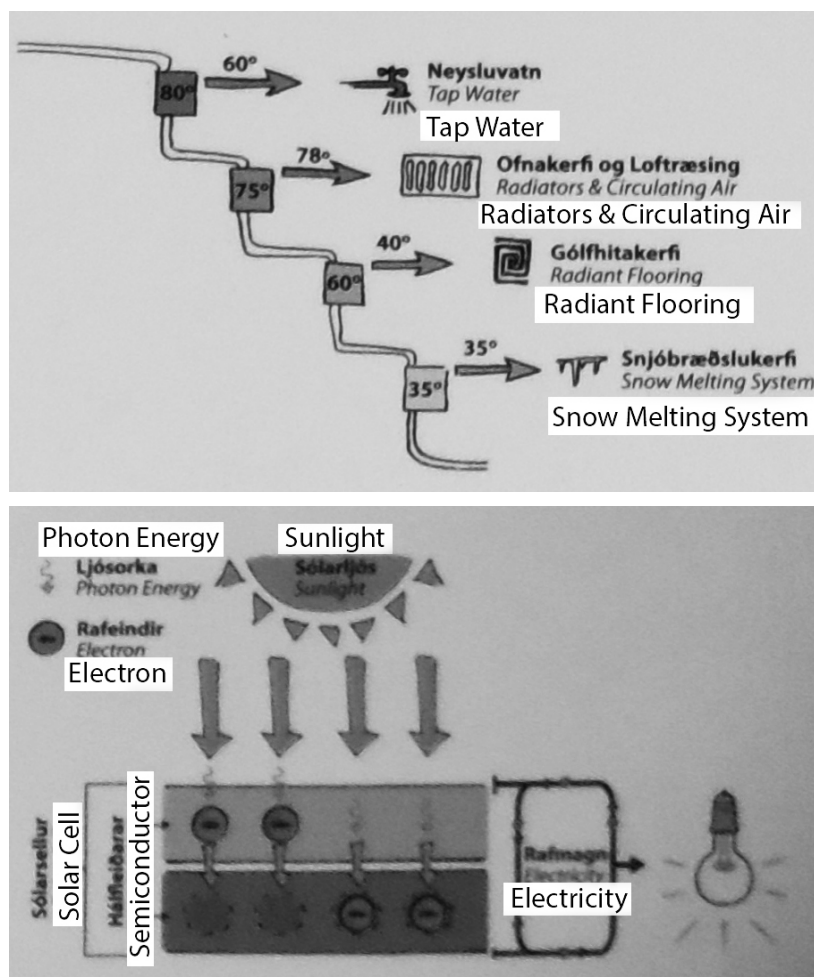 80°
60°
Neysluvatn
Tap Water
Tap Water
75°
78°
Ofnakerfi og Loftræsing
Radiators & Circulating Air
Radiators & Circulating Air
60°
40°
Gólfhitakerfi
Radiant Flooring
Radiant Flooring
35°
35°
Snjóbræðslukerfi
Snow Melting System
Snow Melting System
Photon Energy
Ljósorka
Photon Energy
Sunlight
Sólarljós
Sunlight
Rafeindir
Electron
Electron
Sólarsellur
Solar Cell
Hálfleiðarar
Semiconductor
Rafmagn
Electricity
Electricity